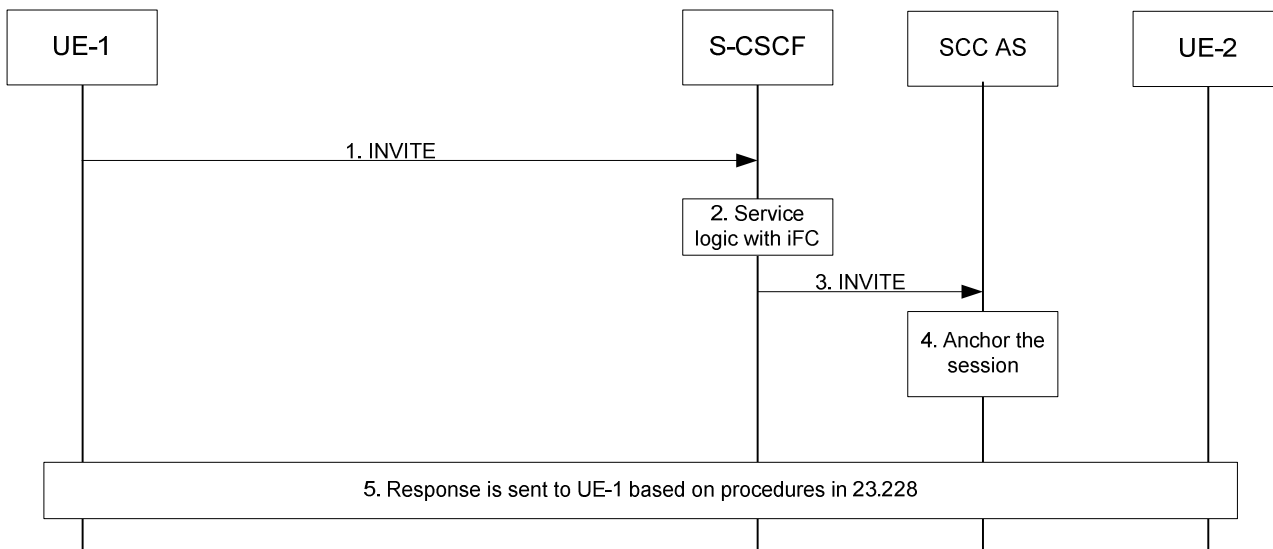 UE-1
S-CSCF
SCC AS
UE-2
1. INVITE
2. Service
logic with iFC
3. INVITE
4. Anchor the
session
5. Response is sent to UE-1 based on procedures in 23.228